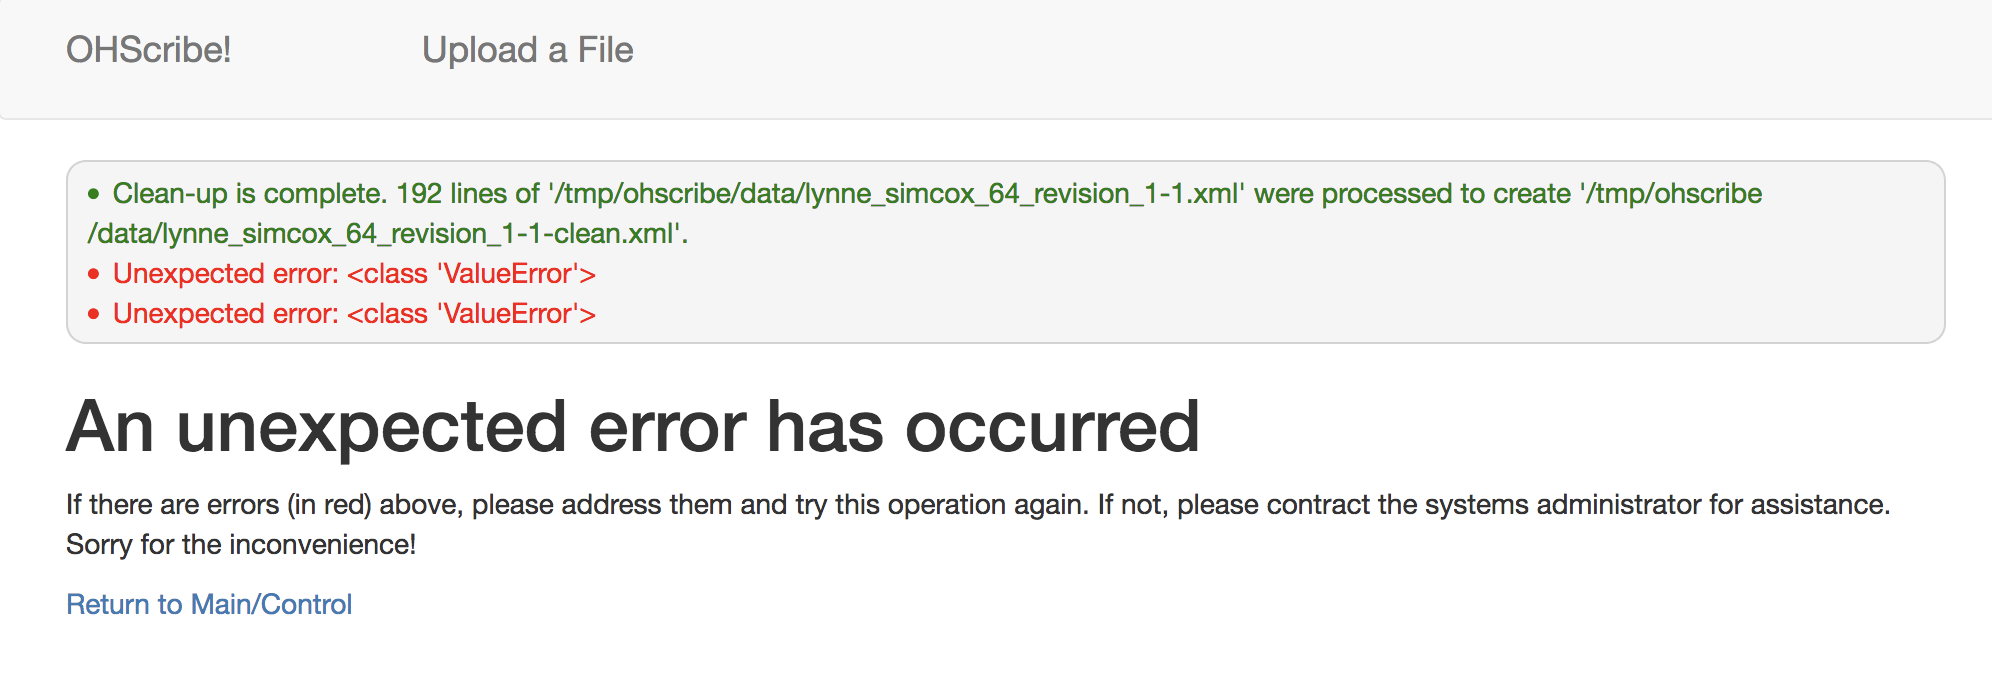 OHScribe! Upload a File
• Clean-up is complete. 192 lines of '/tmp/ohscribe/data/lynne_simcox_64_revision_1-1.xml' were processed to create '/tmp/ohscribe
/data/lynne_simcox_64_revision_1-1-clean.xml'.
• Unexpected error: <class 'ValueError'>
• Unexpected error: <class 'ValueError'>
An unexpected error has occurred
If there are errors (in red) above, please address them and try this operation again. If not, please contract the systems administrator for assistance.
Sorry for the inconvenience!
Return to Main/Control